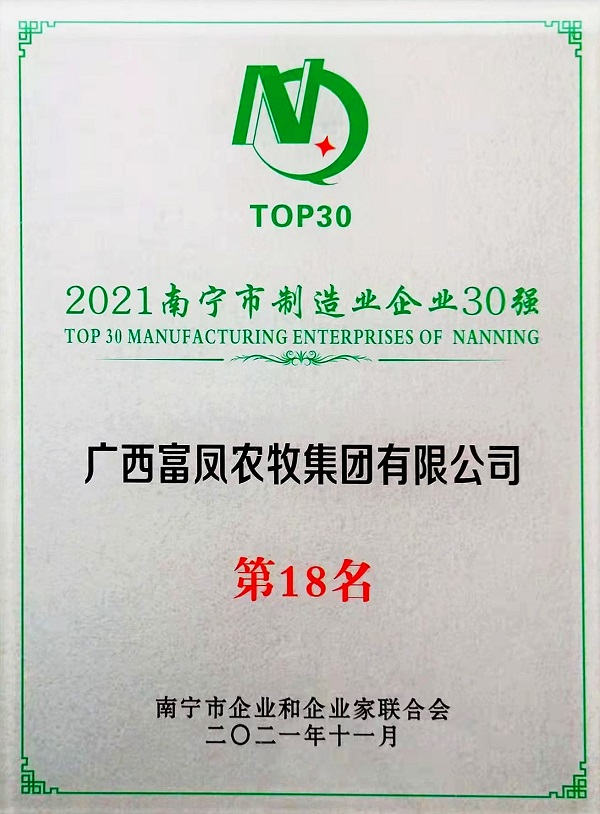 TOP30
2021南宁市制造业企业30强
TOP 30 MANUFACTURING ENTERPRISES OF NANNING
广西富凤农牧集团有限公司
第18名
南宁市企业和企业家联合会
二〇二一年十一月